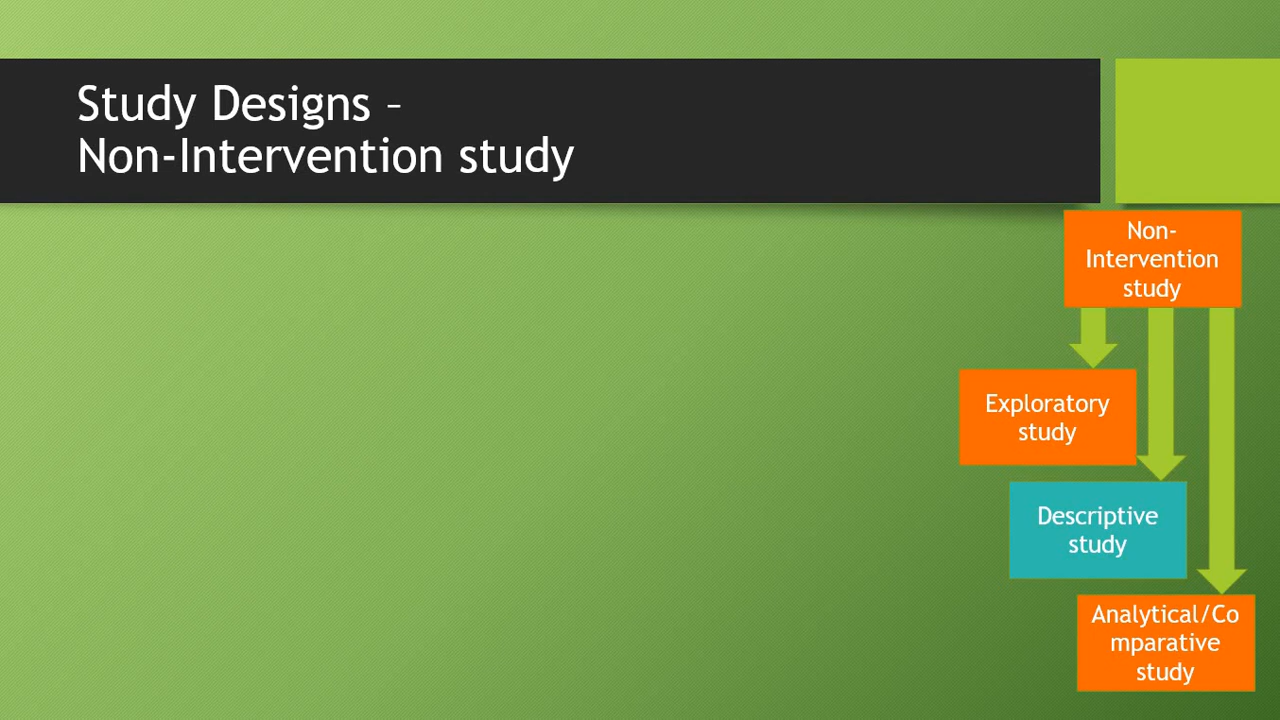 Study Designs –
Non-Intervention study
Non-
Intervention
study
Exploratory
study
Descriptive
study
Analytical/Co
mparative
study